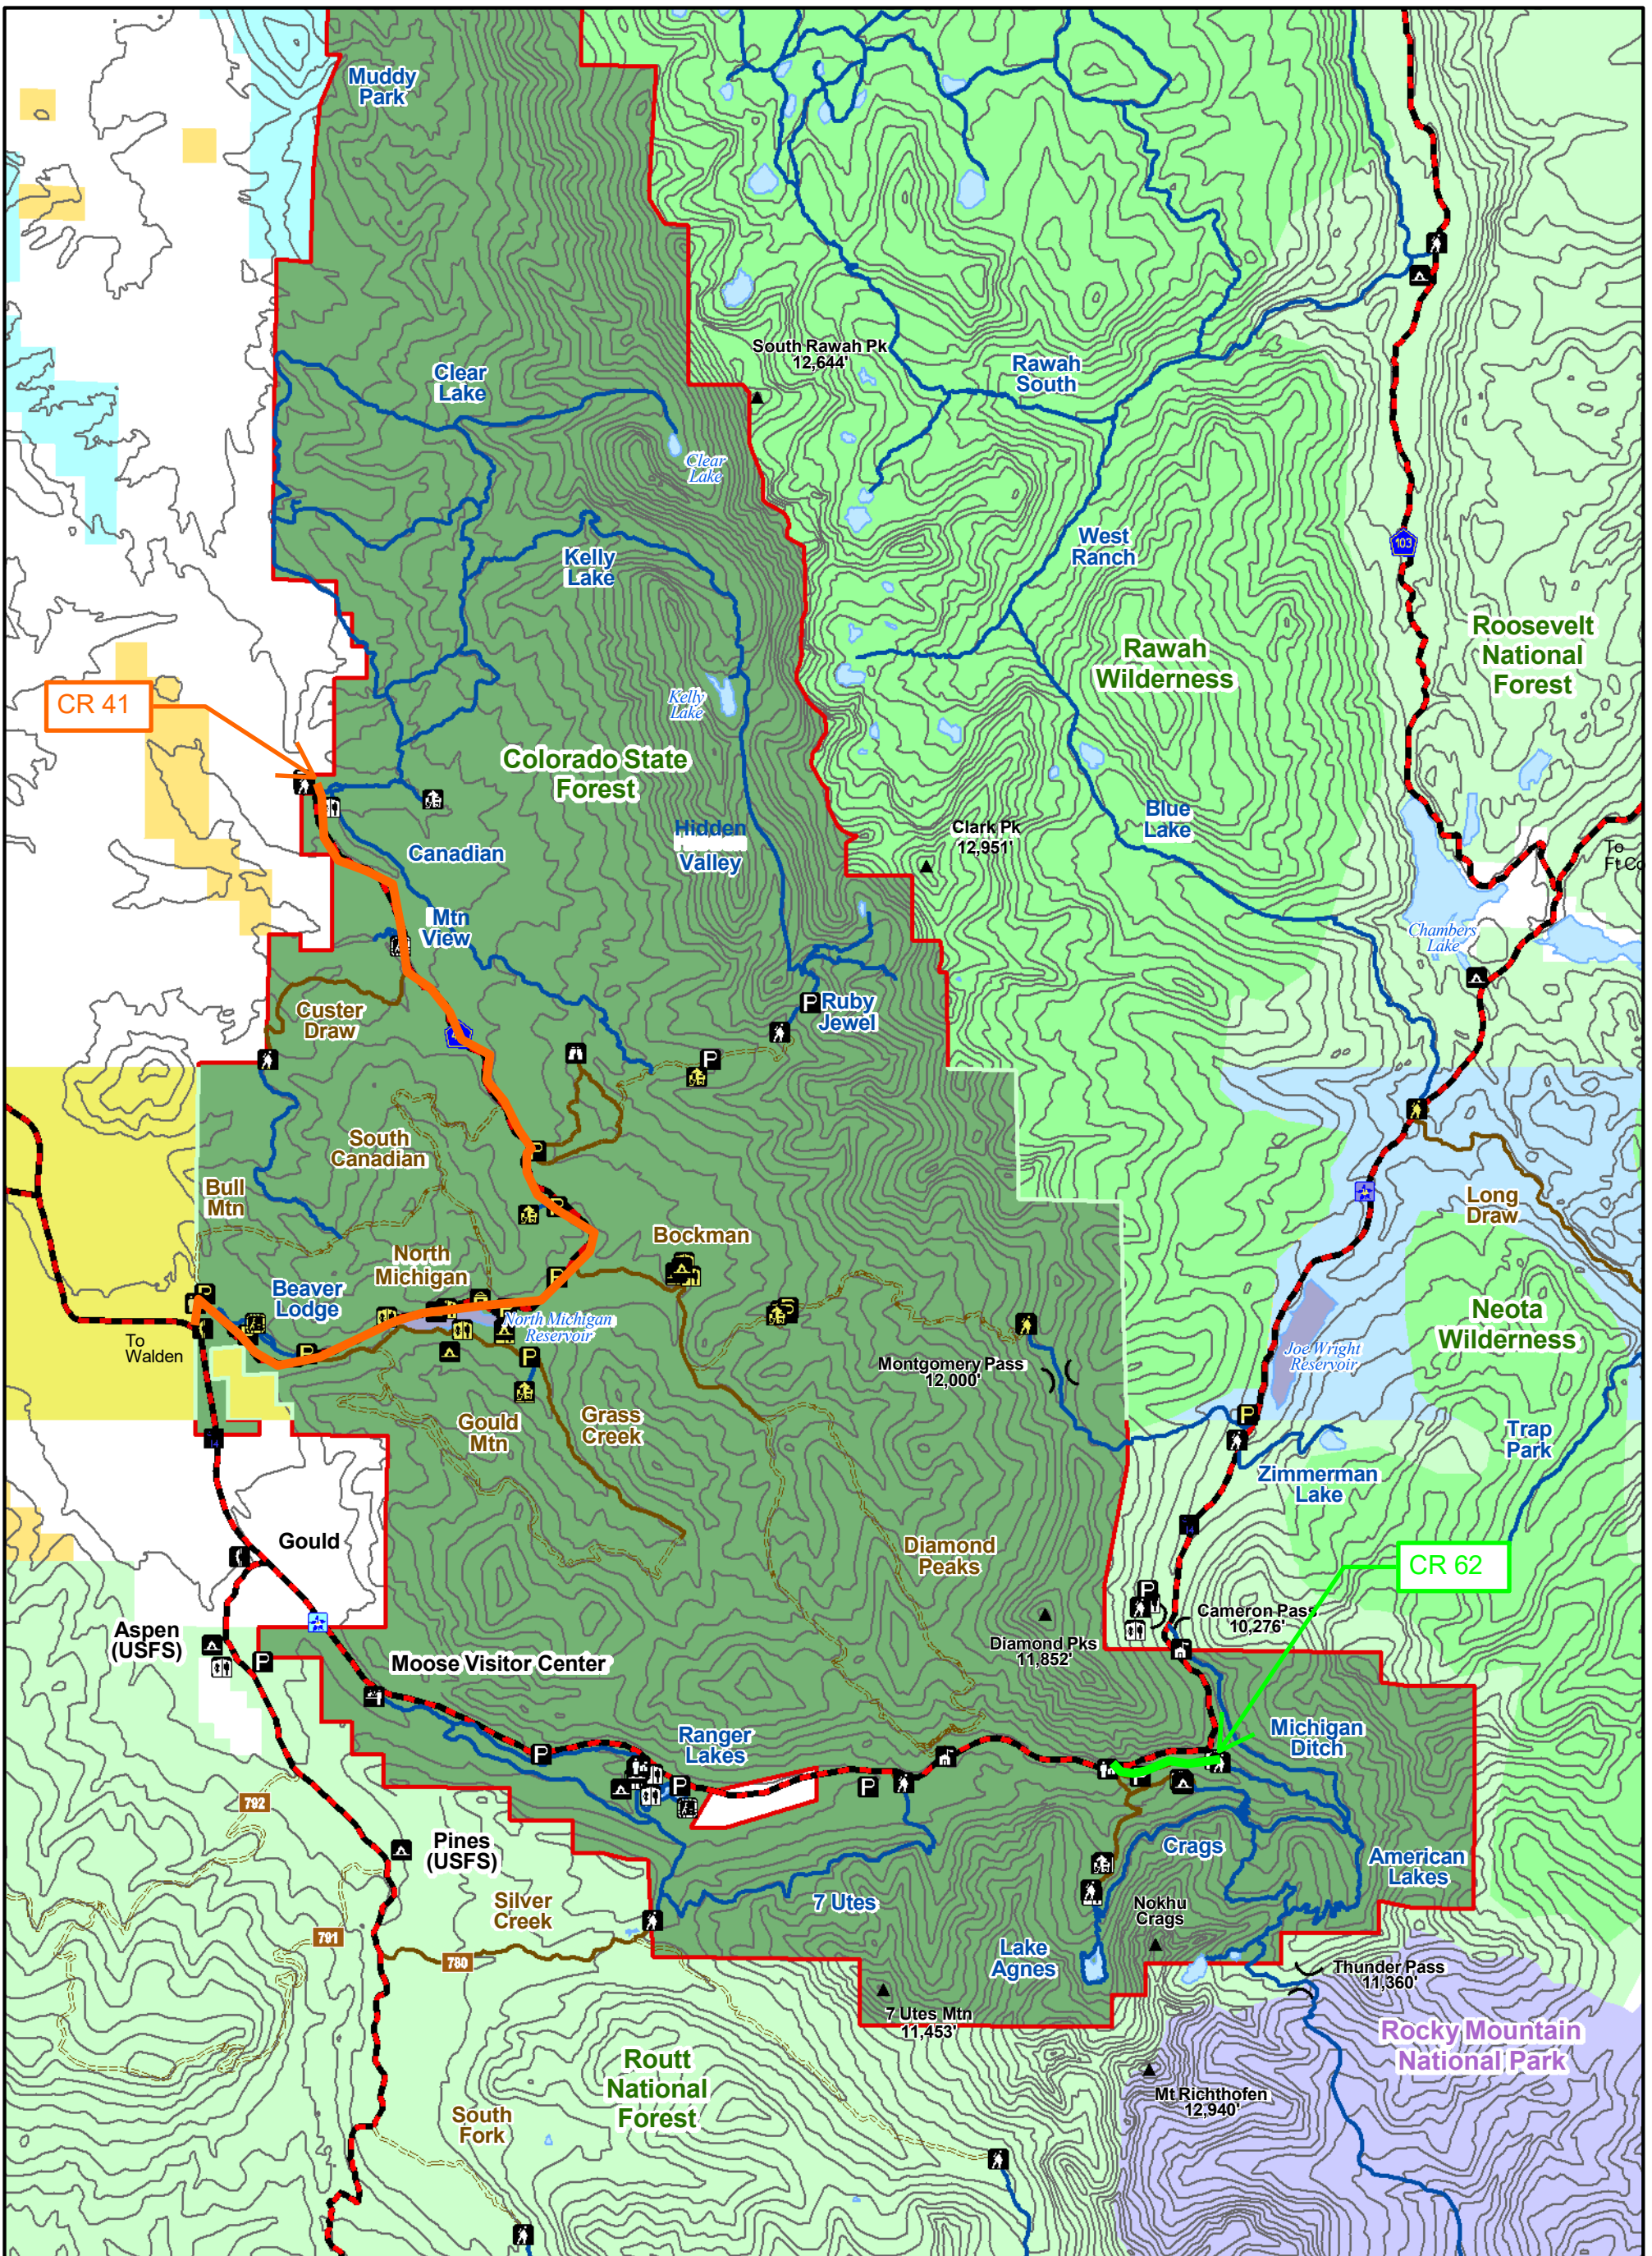 Muddy
Park
South Rawah Pk
12,644'
Clear
Lake
Rawah
South
Clear
Lake
103
West
Ranch
Kelly
Lake
Roosevelt
National
Forest
Rawah
Wilderness
CR 41
Kelly
Lake
Colorado State
Forest
Blue
Lake
Hidden
Valley
Clark Pk
12,951'
Canadian
To
Mtn
View
Chambers
Lake
Custer
Draw
P
Ruby
Jewel
P
South
Canadian
P
Bull
Mtn
Long
Draw
P
Bockman
North
Michigan
P
Beaver
Lodge
P
P
P
North Michigan
Reservoir
Neota
Wilderness
To
Walden
P
P
Joe Wright
Reservoir
Montgomery Pass
12,000'
Gould
Mtn
Grass
Creek
P
Trap
Park
14
Zimmerman
Lake
14
Gould
Diamond
Peaks
CR 62
P
Aspen
(USFS)
Cameron Pass
10,276'
Diamond Pks
11,852'
P
Moose Visitor Center
Ranger
Lakes
Michigan
Ditch
P
P
P
792
Pines
(USFS)
Crags
American
Lakes
Silver
Creek
7 Utes
Nokhu
Crags
791
780
Lake
Agnes
Thunder Pass
11,360'
7 Utes Mtn
11,453'
Rocky Mountain
National Park
Routt
National
Forest
Mt Richthofen
12,940'
South
Fork